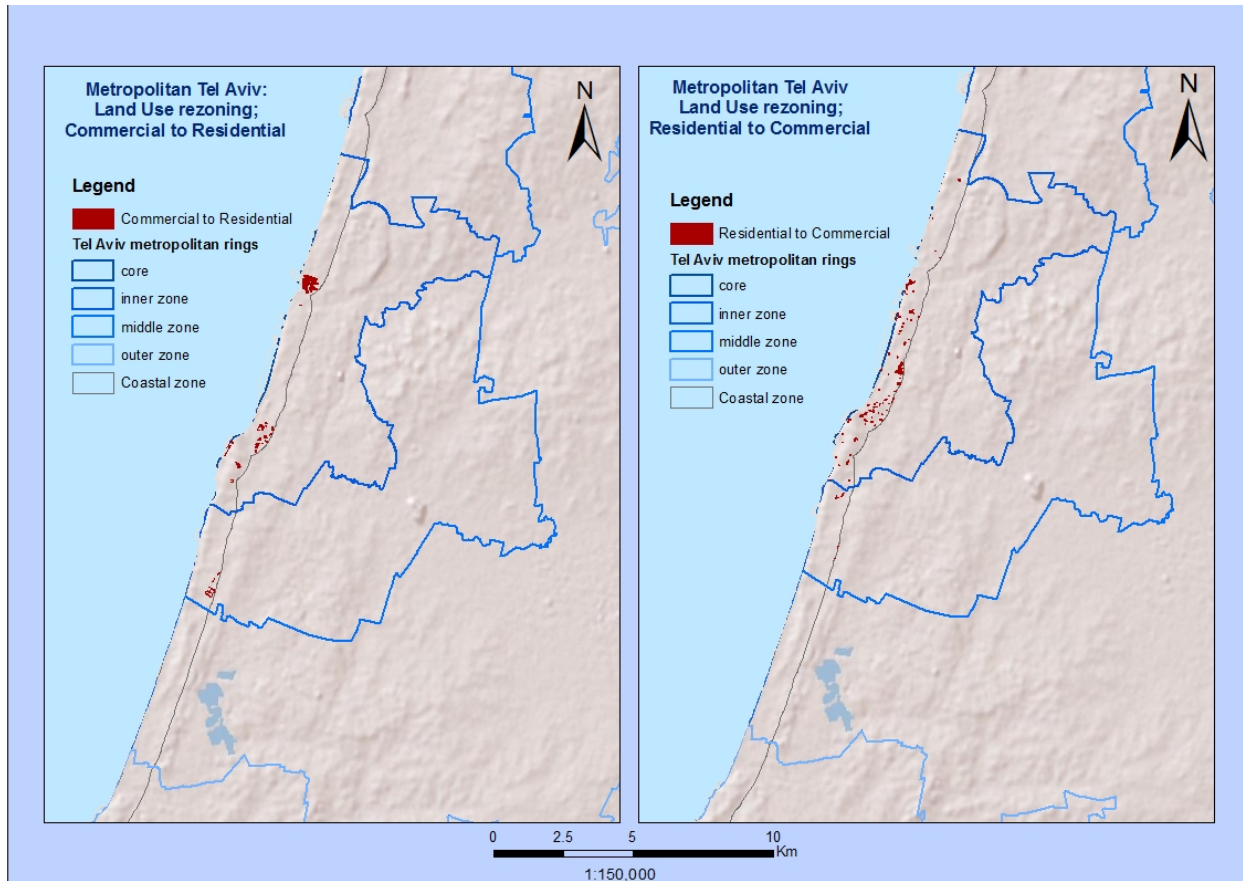 Metropolitan Tel Aviv:
Land Use rezoning;
Commercial to Residential
N
Legend
Commercial to Residential
Tel Aviv metropolitan rings
core
inner zone
middle zone
outer zone
Coastal zone
Metropolitan Tel Aviv
Land Use rezoning;
Residential to Commercial
N
Legend
Residential to Commercial
Tel Aviv metropolitan rings
core
inner zone
middle zone
outer zone
Coastal zone
0 2.5 5 10
Km
1:150,000